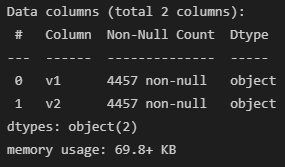 Data columns (total 2 columns):
 #   Column  Non-Null Count  Dtype
---  ------  --------------  -----
 0   v1      4457 non-null   object
 1   v2      4457 non-null   object
dtypes: object(2)
memory usage: 69.8+ KB